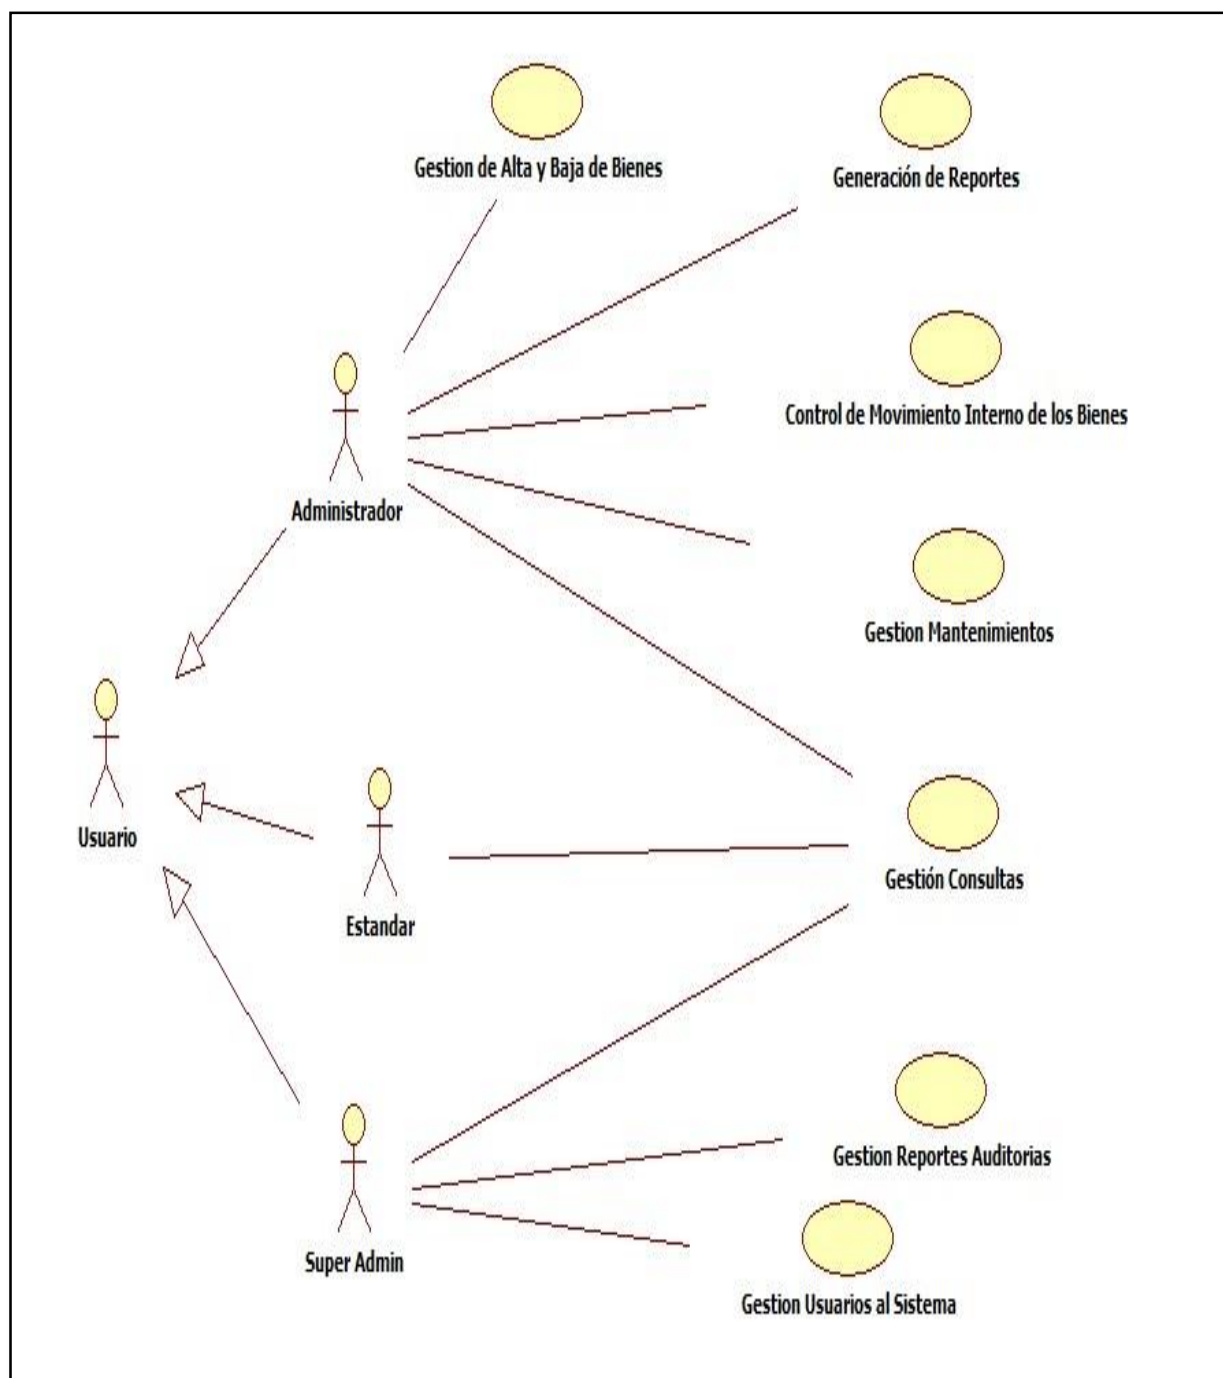 Gestion de Alta y Baja de Bienes
Generación de Reportes
Control de Movimiento Interno de los Bienes
Administrador
Gestion Mantenimientos
Usuario
Estandar
Gestión Consultas
Gestion Reportes Auditorias
Super Admin
Gestion Usuarios al Sistema